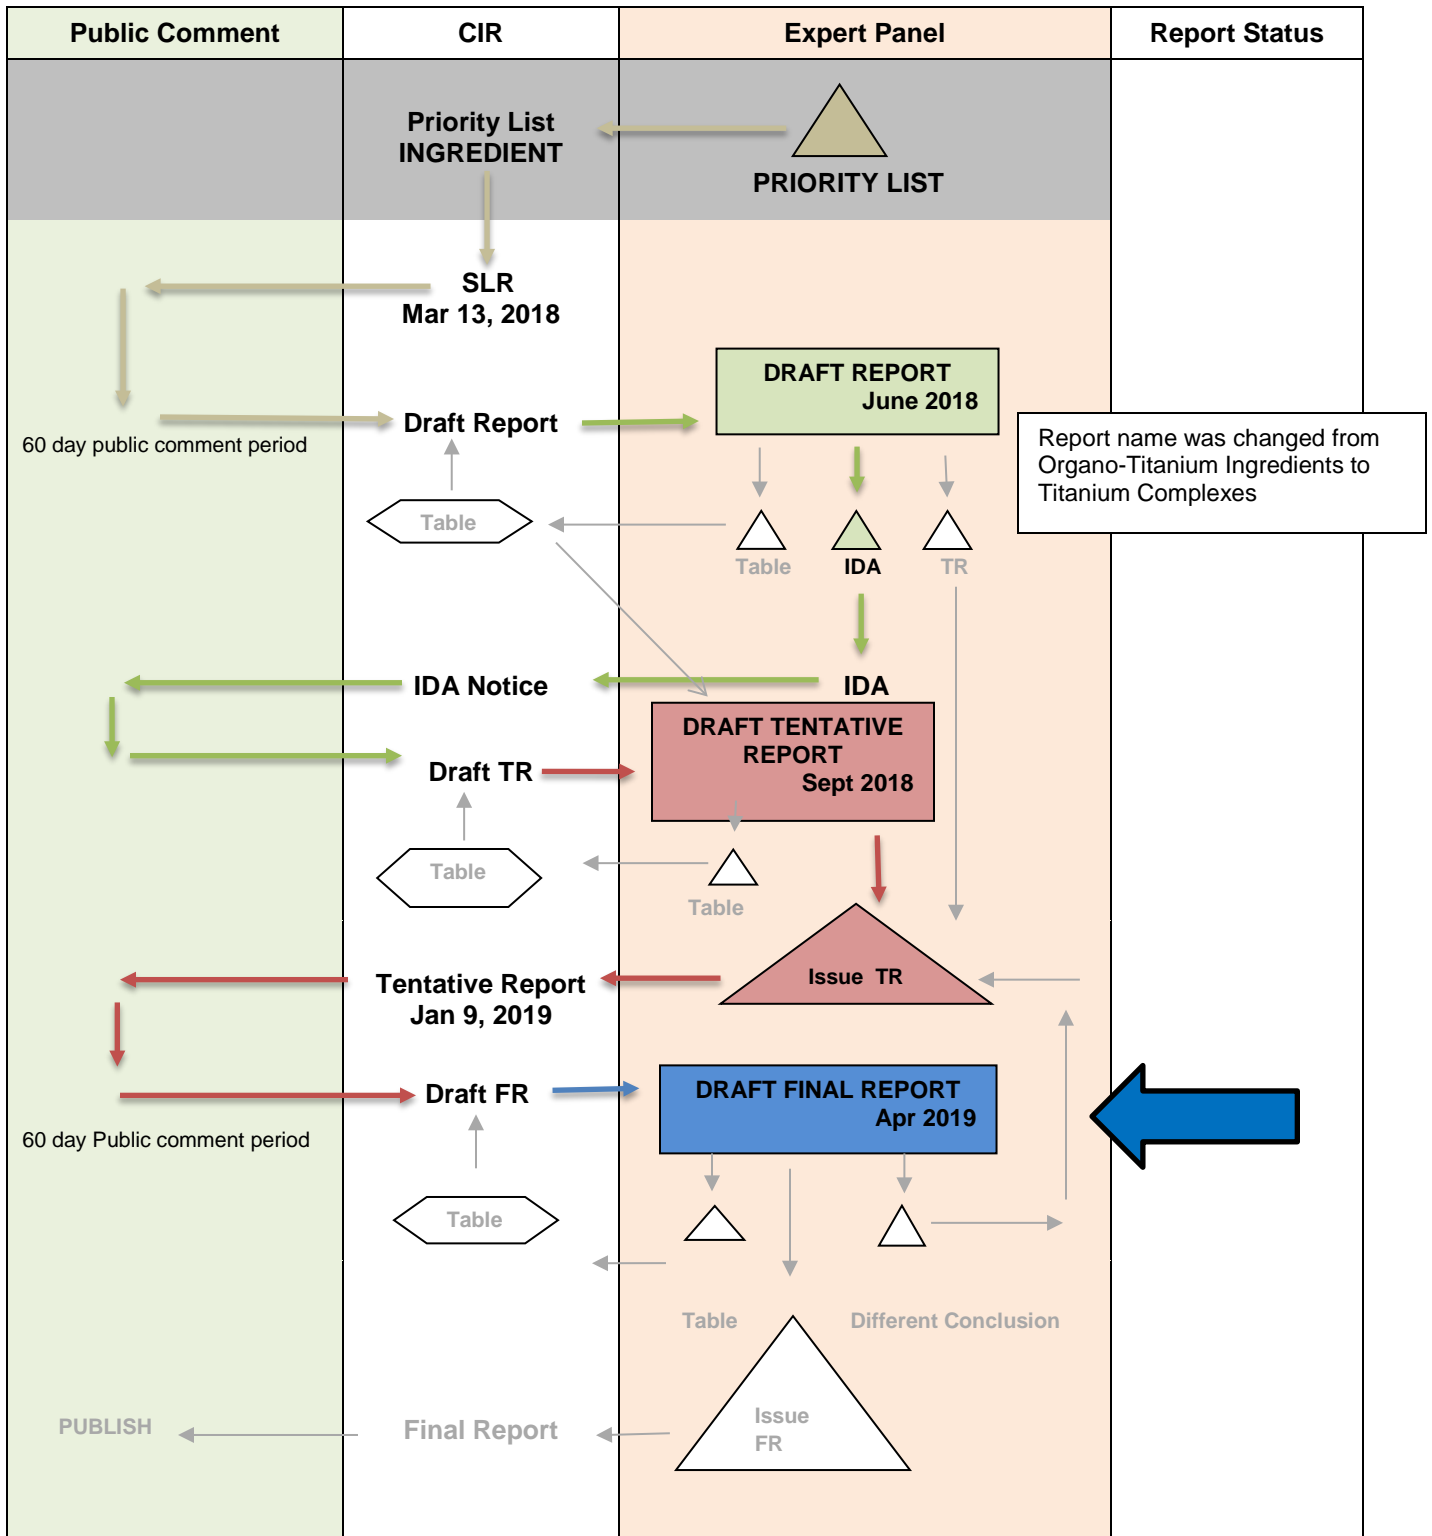 Public Comment
CIR
Expert Panel
Report Status
Priority List
INGREDIENT
PRIORITY LIST
SLR
Mar 13, 2018
60 day public comment period
Draft Report
DRAFT REPORT
June 2018
Report name was changed from
Organo-Titanium Ingredients to
Titanium Complexes
Table
Table
IDA
TR
IDA Notice
IDA
DRAFT TENTATIVE
REPORT
Sept 2018
Draft TR
Table
Table
Issue TR
Tentative Report
Jan 9, 2019
60 day Public comment period
Draft FR
DRAFT FINAL REPORT
Apr 2019
Table
Table
Different Conclusion
Issue
FR
Final Report
PUBLISH